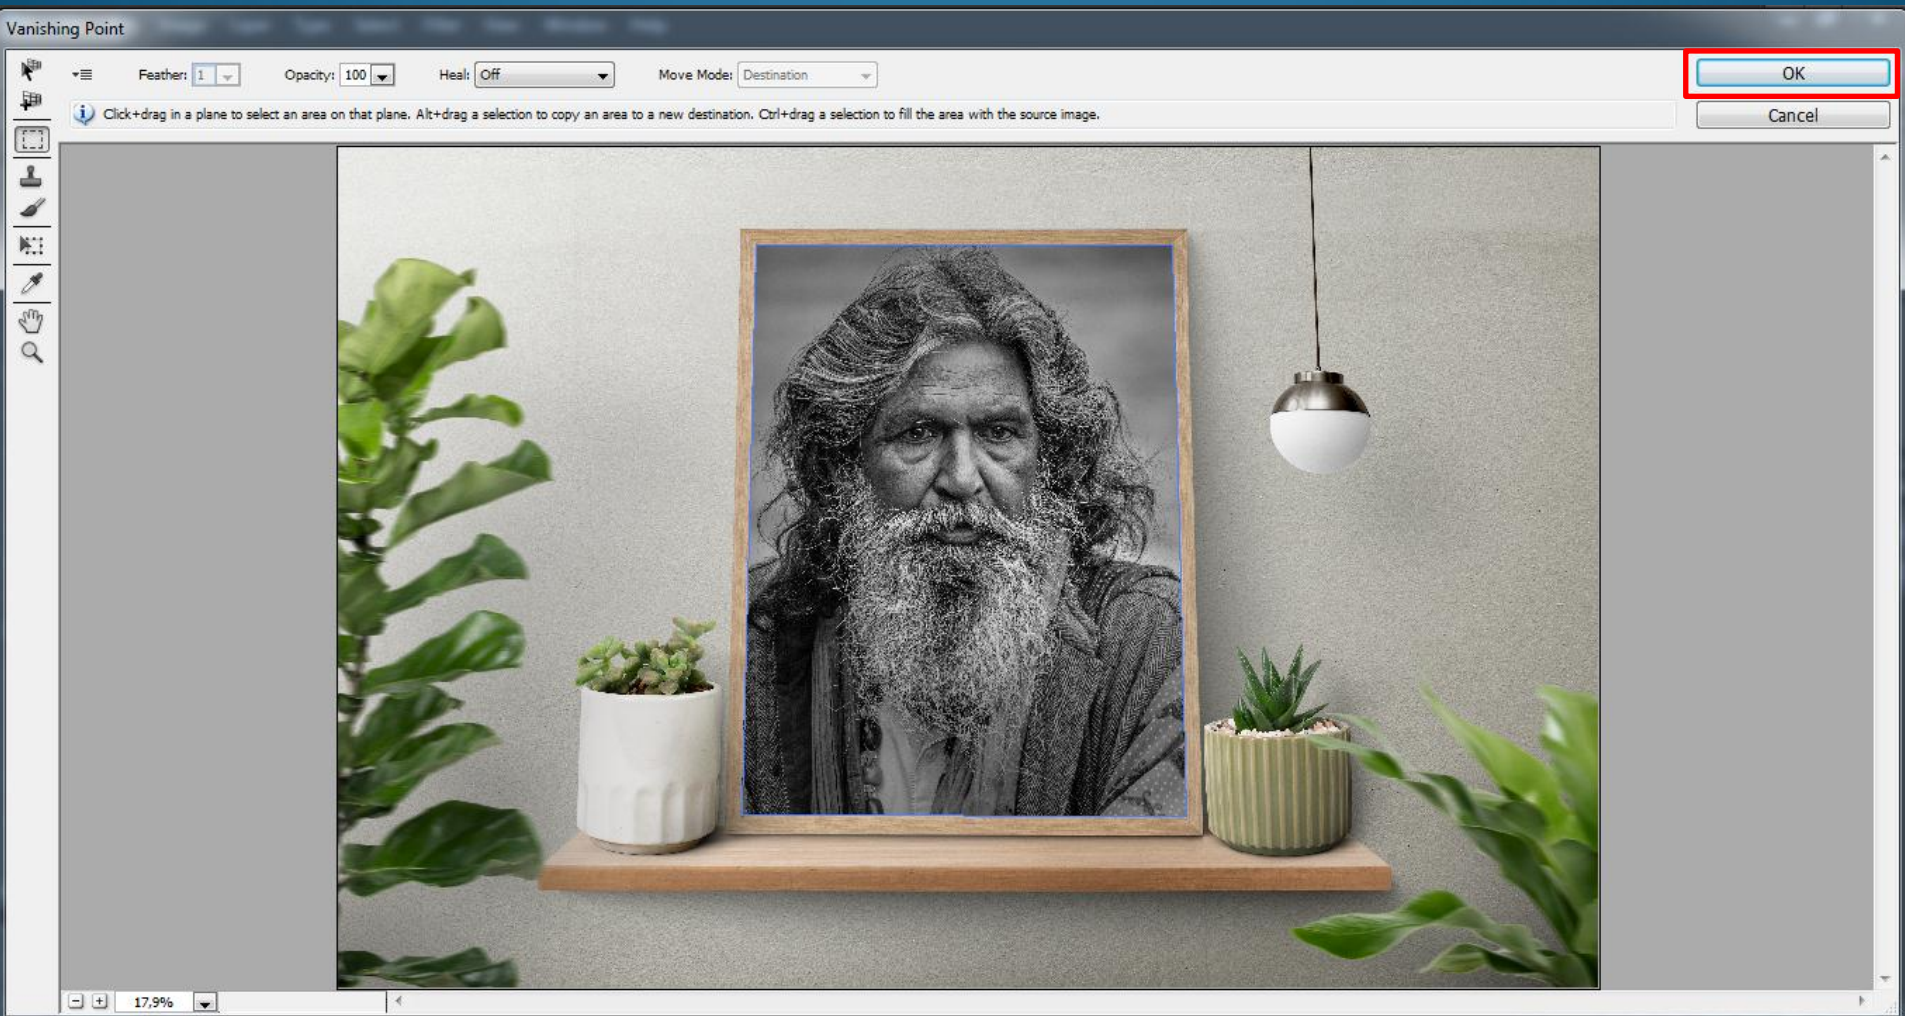 Vanishing Point
Feather: 1 Opacity: 100 Heal: Off Move Mode: Destination
OK
Click+drag in a plane to select an area on that plane. Alt+drag a selection to copy an area to a new destination. Ctrl+drag a selection to fill the area with the source image.
Cancel
17,9%